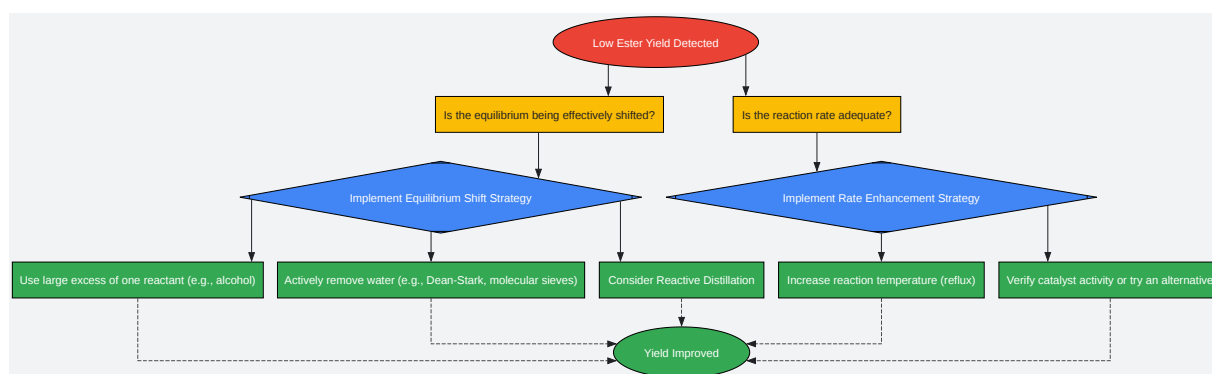 Low Ester Yield Detected
Is the equilibrium being effectively shifted?
Is the reaction rate adequate?
Implement Equilibrium Shift Strategy
Implement Rate Enhancement Strategy
Use large excess of one reactant (e.g., alcohol)
Actively remove water (e.g., Dean-Stark, molecular sieves)
Consider Reactive Distillation
Increase reaction temperature (reflux)
Verify catalyst activity or try an alternative
Yield Improved